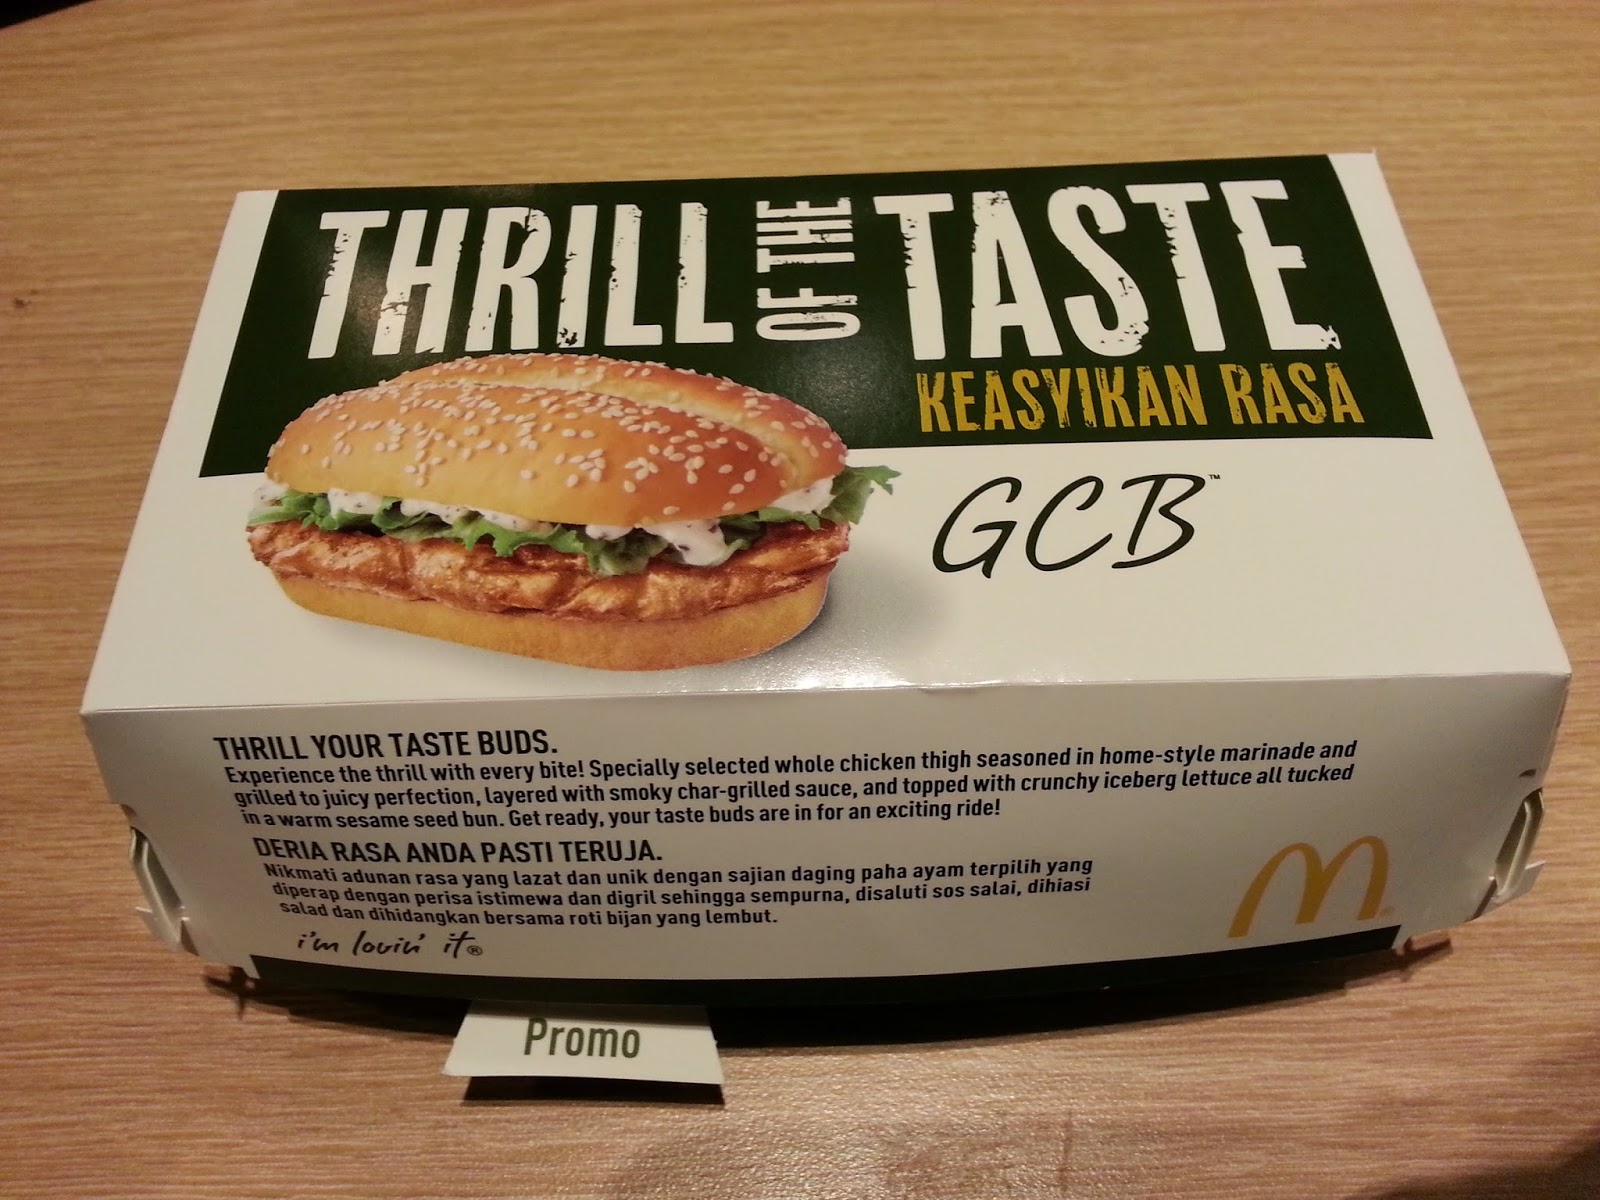 THRILL OF THE TASTE
KEASYIKAN RASA
GCB™
THRILL YOUR TASTE BUDS.
Experience the thrill with every bite! Specially selected whole chicken thigh seasoned in home-style marinade and
grilled to juicy perfection, layered with smoky char-grilled sauce, and topped with crunchy iceberg lettuce all tucked
in a warm sesame seed bun. Get ready, your taste buds are in for an exciting ride!
DERIA RASA ANDA PASTI TERUJA.
Nikmati adunan rasa yang lazat dan unik dengan sajian daging paha ayam terpilih yang
diperap dengan perisa istimewa dan digril sehingga sempurna, disaluti sos salai, dihiasi
salad dan dihidangkan bersama roti bijan yang lembut.
i'm lovin' it®
M®
Promo